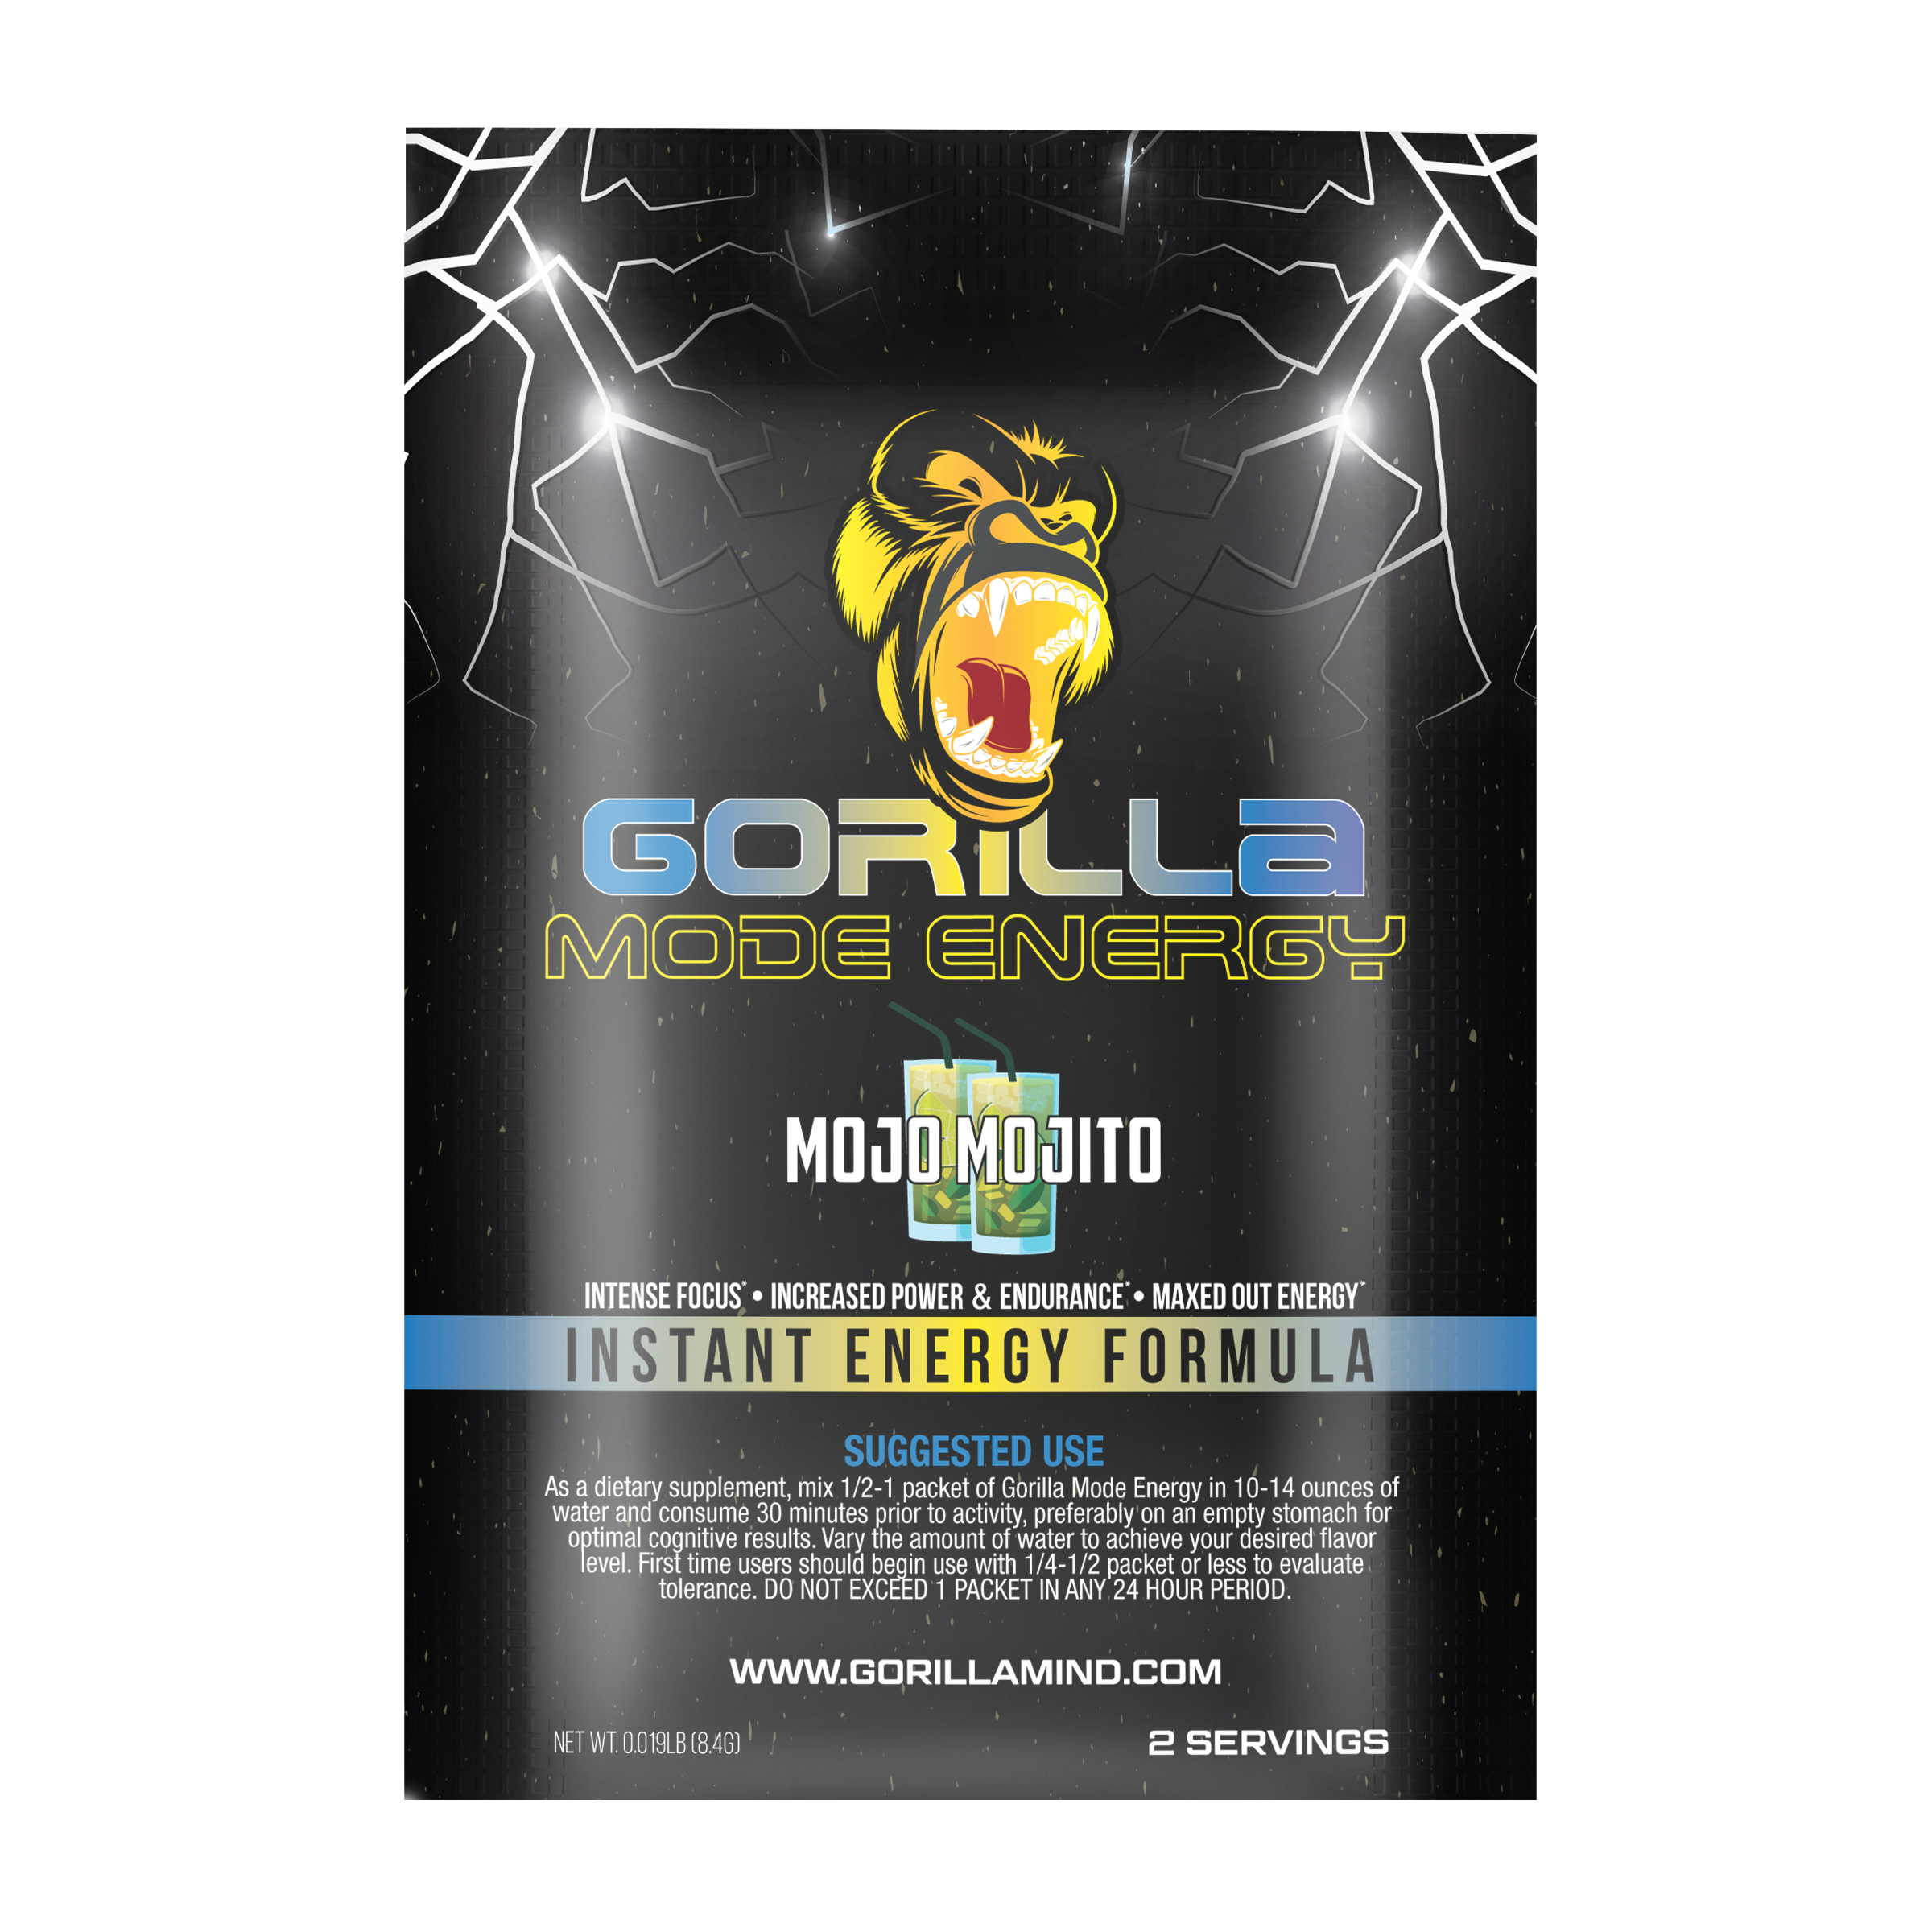 GORILLa
MODE ENERGY
MOJO MOJITO
INTENSE FOCUS* • INCREASED POWER & ENDURANCE* • MAXED OUT ENERGY*
INSTANT ENERGY FORMULA
SUGGESTED USE
As a dietary supplement, mix 1/2-1 packet of Gorilla Mode Energy in 10-14 ounces of
water and consume 30 minutes prior to activity, preferably on an empty stomach for
optimal cognitive results. Vary the amount of water to achieve your desired flavor
level. First time users should begin use with 1/4-1/2 packet or less to evaluate
tolerance. DO NOT EXCEED 1 PACKET IN ANY 24 HOUR PERIOD.
WWW.GORILLAMIND.COM
NET WT. 0.019LB (8.4G)
2 SERVINGS